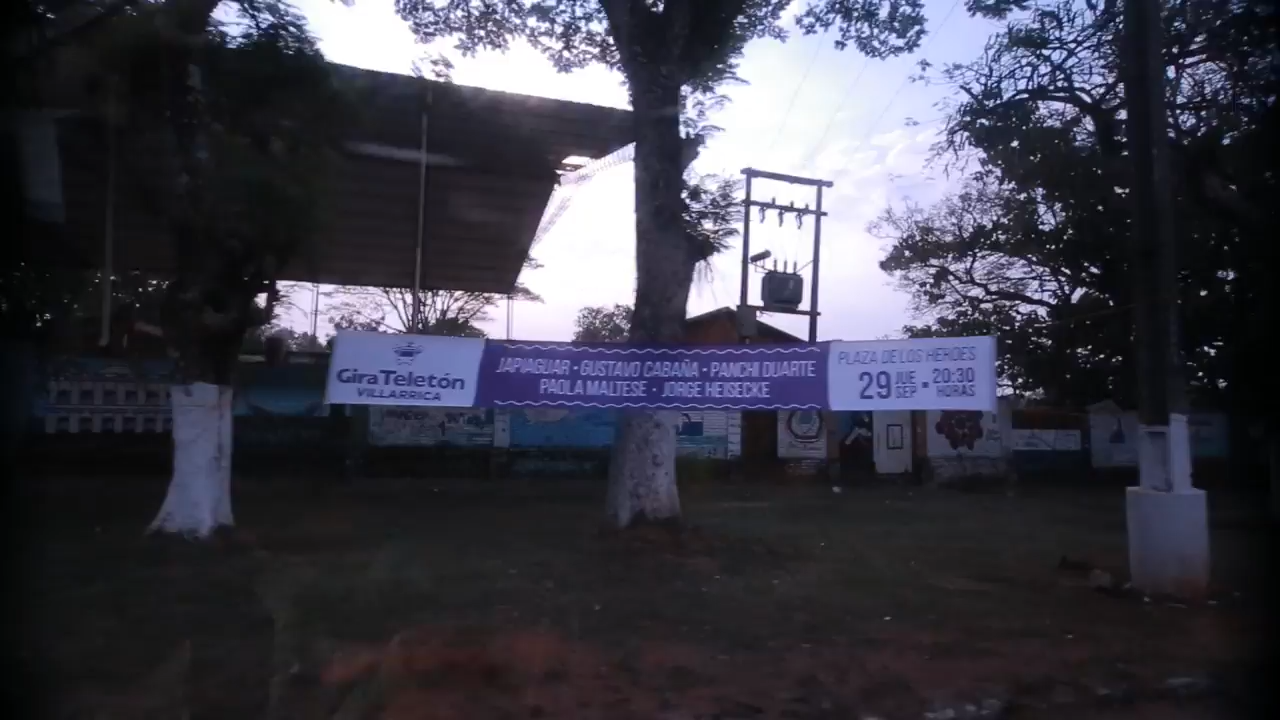 GiraTeletón
VILLARRICA
JAPIAGUAR • GUSTAVO CABAÑA • PANCHI DUARTE
PAOLA MALTESE • JORGE HEISECKE
PLAZA DE LOS HEROES
29 JUE SEP • 20:30 HORAS